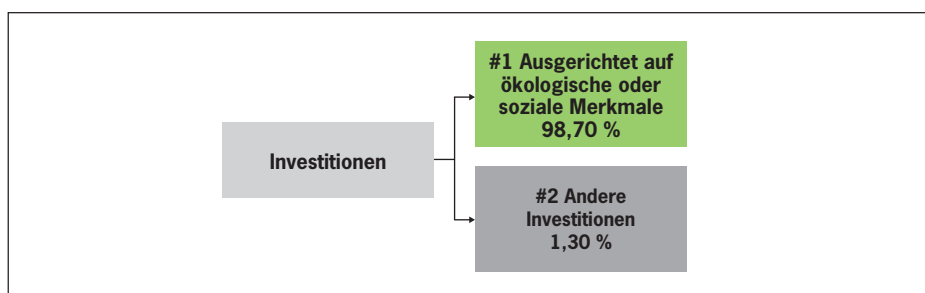 Investitionen
#1 Ausgerichtet auf
ökologische oder
soziale Merkmale
98,70 %
#2 Andere
Investitionen
1,30 %